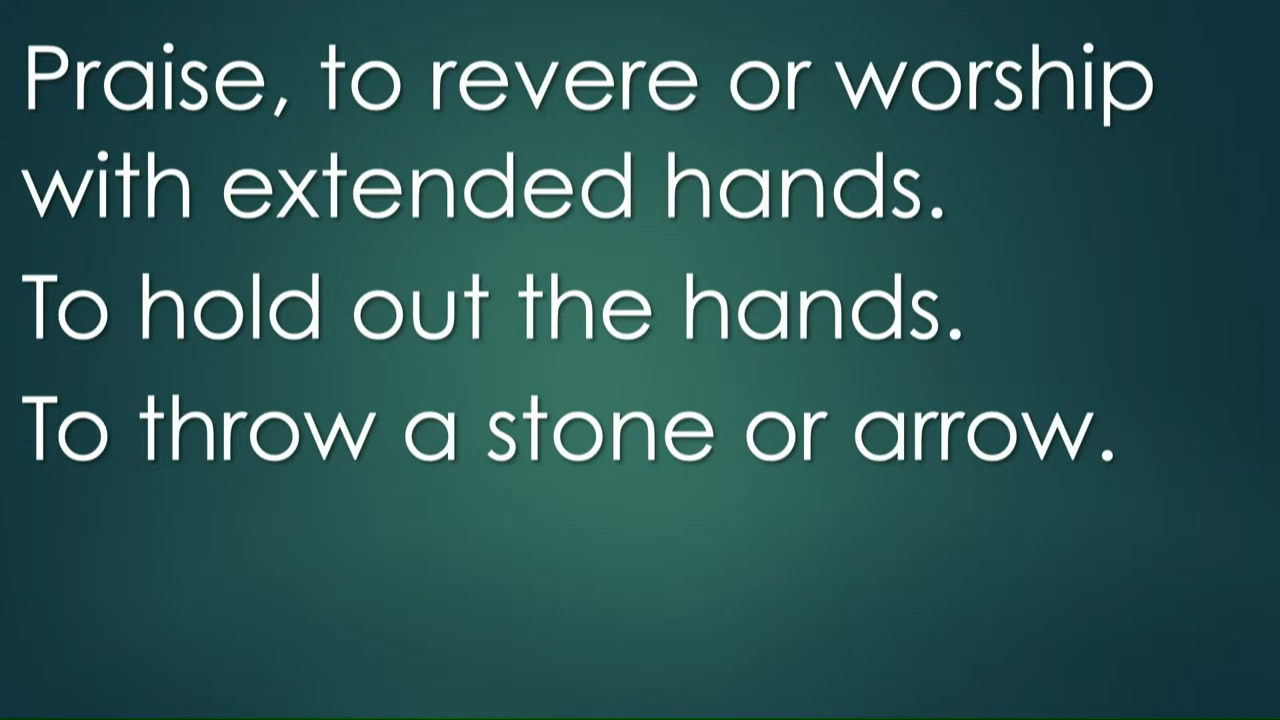 Praise, to revere or worship
with extended hands.
To hold out the hands.
To throw a stone or arrow.